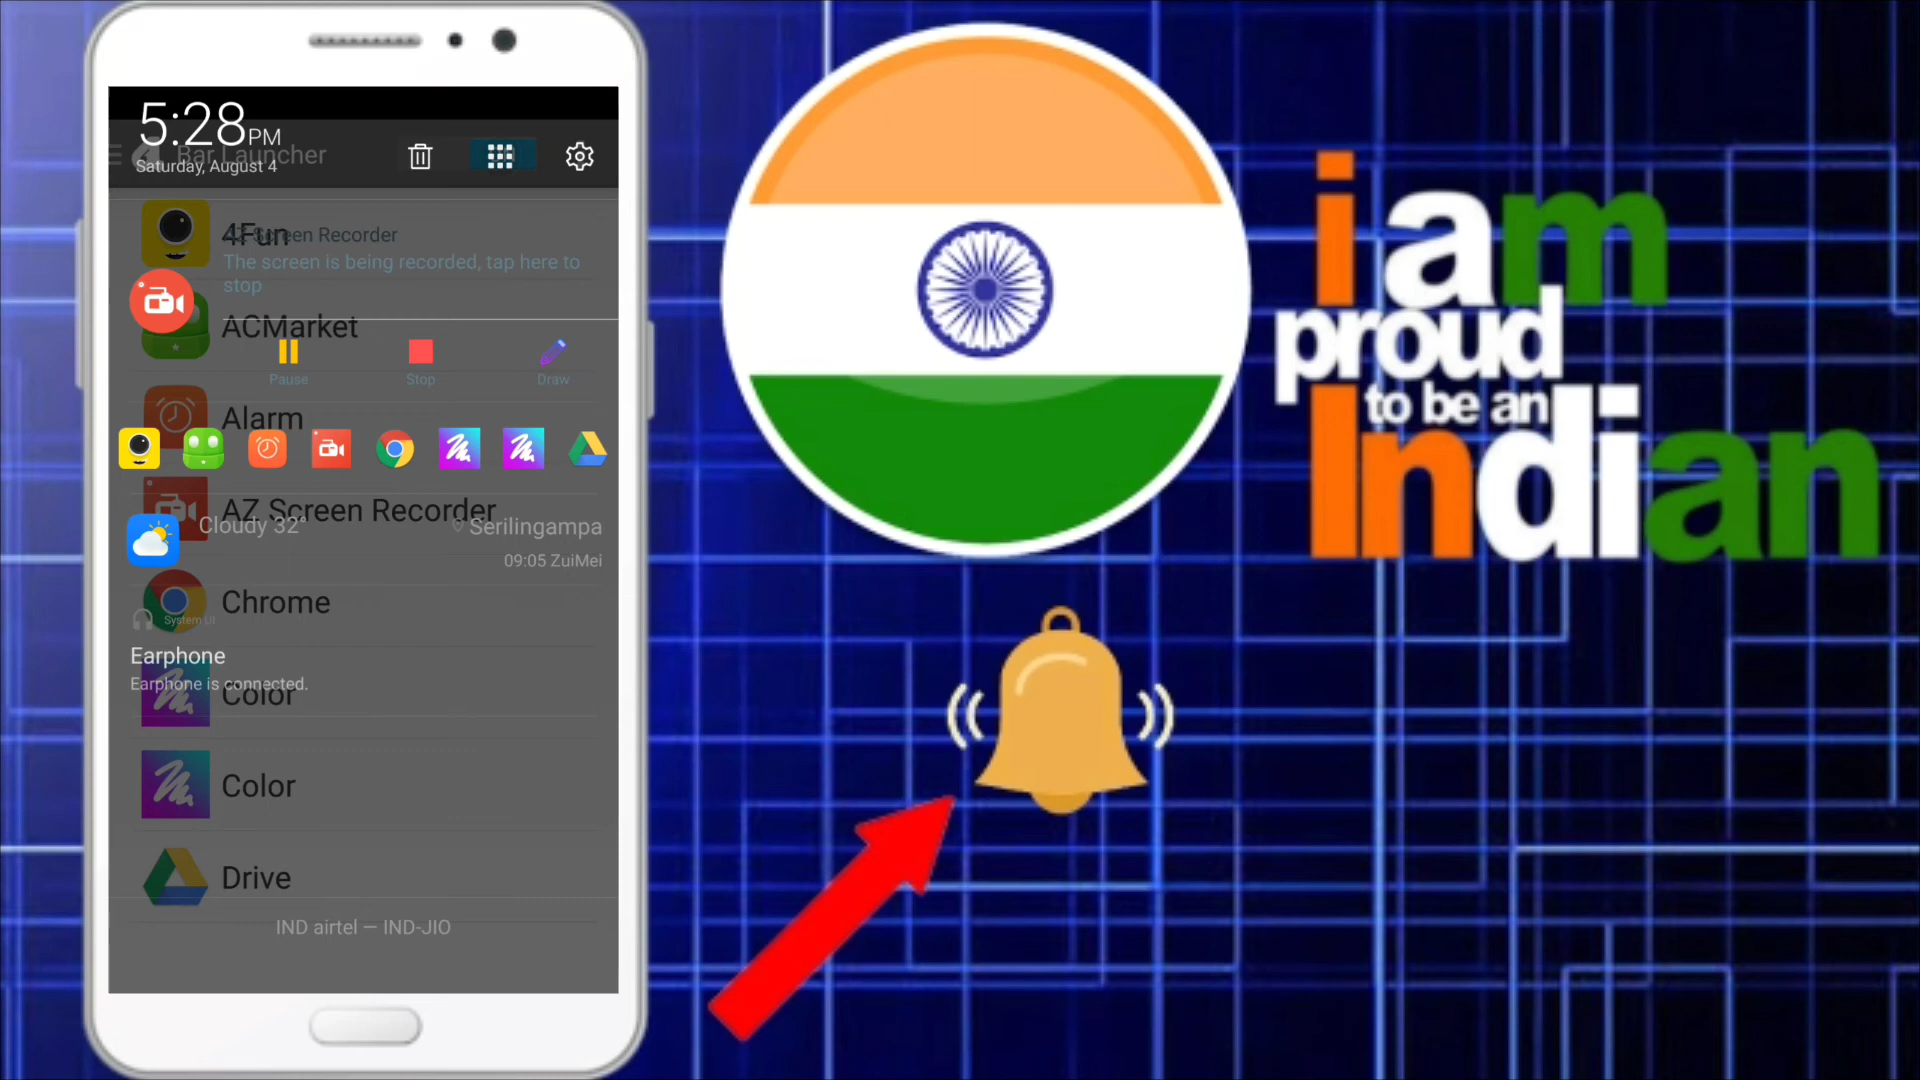 5:28PM
Bar Launcher
Saturday, August 4
4Fun
AZ Screen Recorder
The screen is being recorded, tap here to
stop
ACMarket
Pause
Stop
Draw
Alarm
AZ Screen Recorder
Cloudy 32°
Serilingampa
09:05 ZuiMei
Chrome
System UI
Earphone
Earphone is connected.
Color
Color
Drive
IND airtel — IND-JIO
i am
proud
to be an
Indian